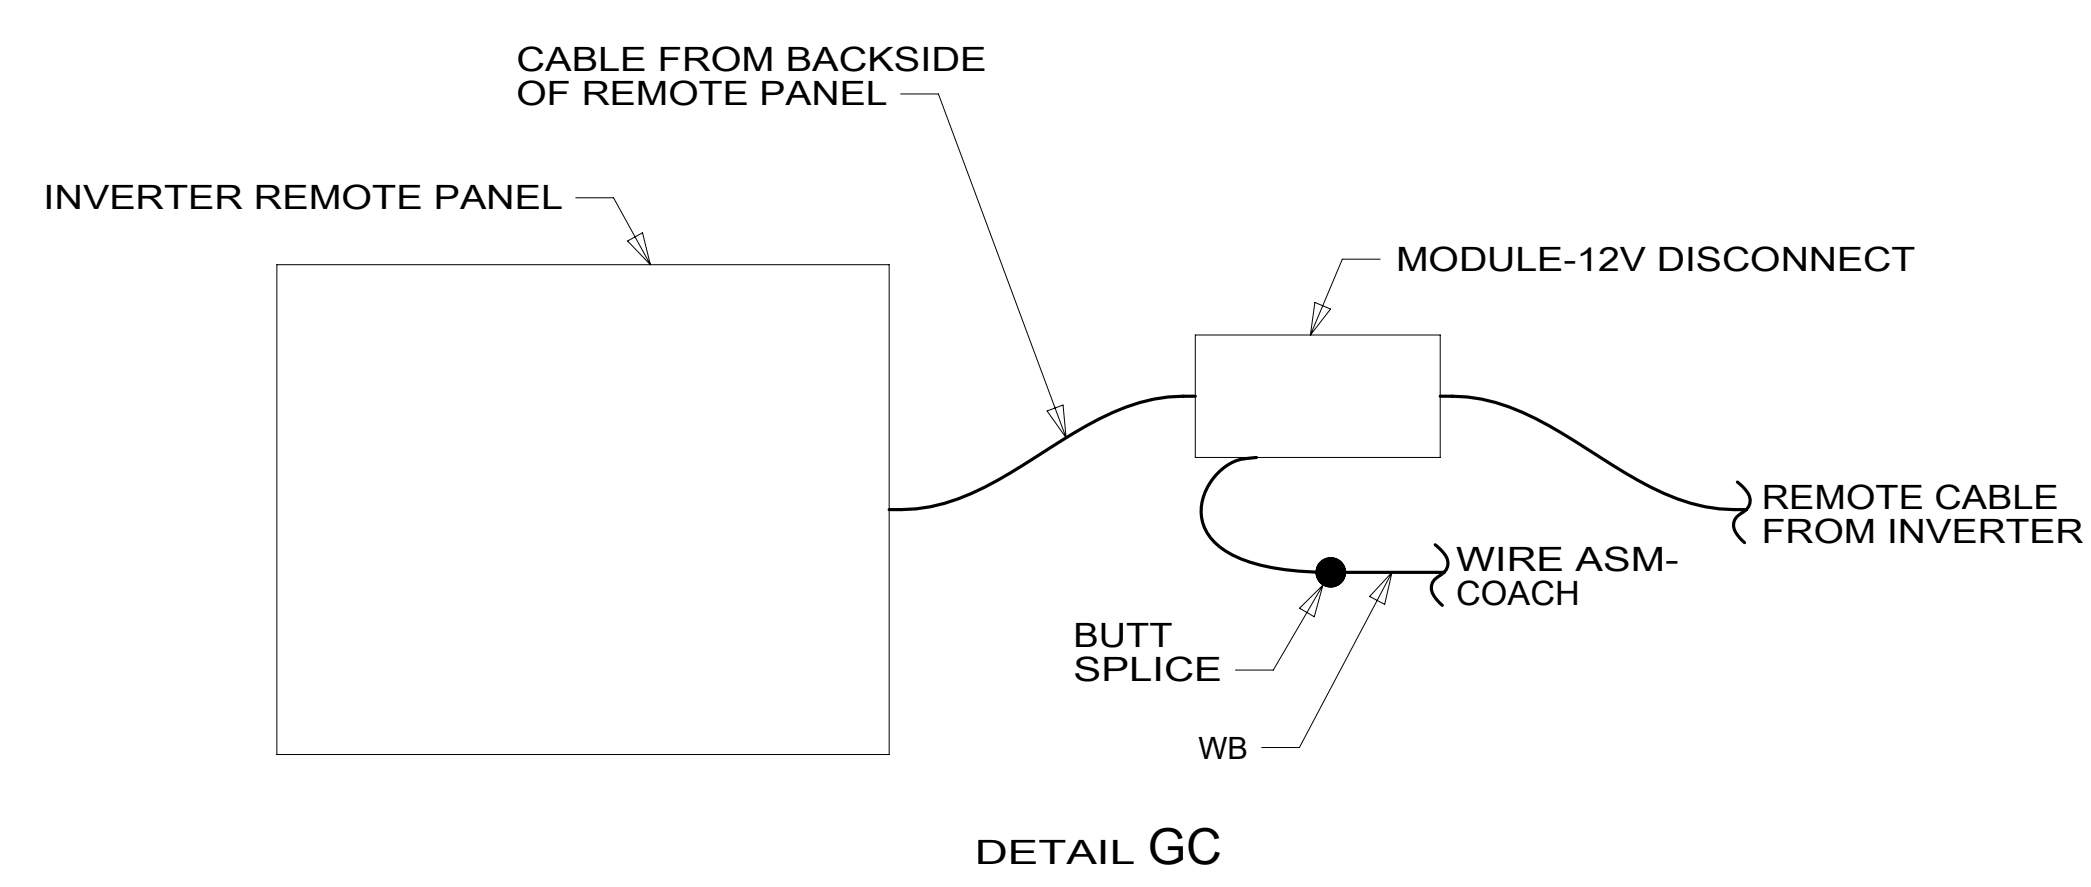 CABLE FROM BACKSIDE
OF REMOTE PANEL
INVERTER REMOTE PANEL
MODULE-12V DISCONNECT
REMOTE CABLE
FROM INVERTER
WIRE ASM-
COACH
BUTT
SPLICE
WB
DETAIL GC